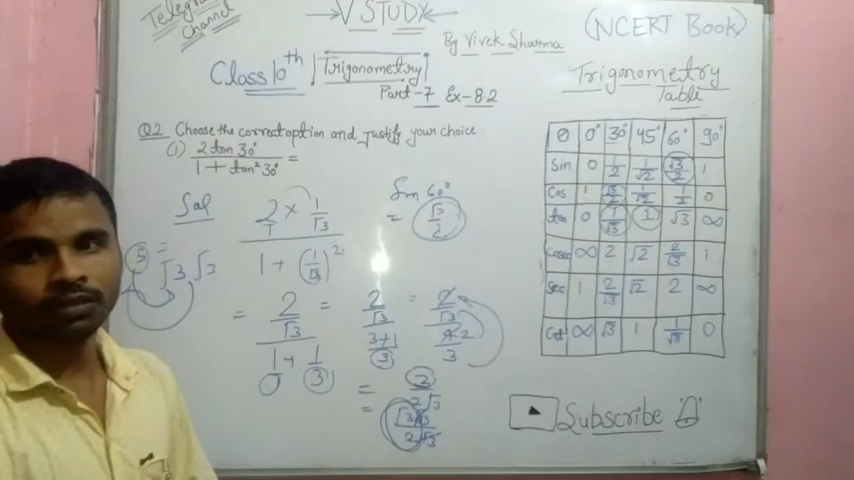 Telegram
Channel
V STUDY
By Vivek Sharma
(NCERT Book)
Class 10th
Trigonometry
Part-7 Ex-8.2
Trigonometry
Table
Q2 Choose the correct option and justify your choice:
(i) 2 tan 30° / 1 + tan² 30° =
Sol
2/1 × 1/√3
1 + (1/√3)²
Sin 60°
= √3/2
3 =
√3 √3
= 2/√3 / 1/1 + 1/3 = 2/√3 / 3+1/3 = 2/√3 / 4 2/3
= 3/2√3
= √3 √3/2√3
θ 0° 30° 45° 60° 90°
Sin 0 1/2 1/√2 √3/2 1
Cos 1 √3/2 1/√2 1/2 0
tan 0 1/√3 1 √3 ∞
Cosec ∞ 2 √2 2/√3 1
Sec 1 2/√3 √2 2 ∞
Cot ∞ √3 1 1/√3 0
Subscribe